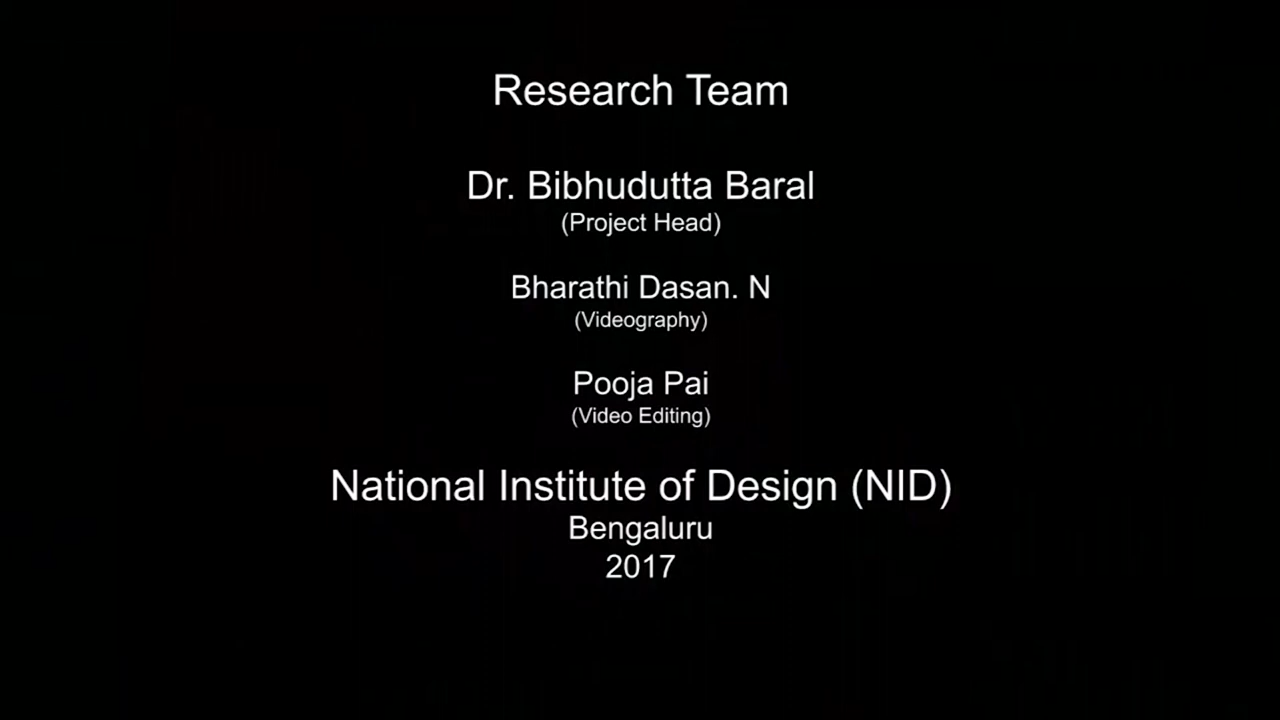 Research Team
Dr. Bibhudutta Baral
(Project Head)
Bharathi Dasan. N
(Videography)
Pooja Pai
(Video Editing)
National Institute of Design (NID)
Bengaluru
2017